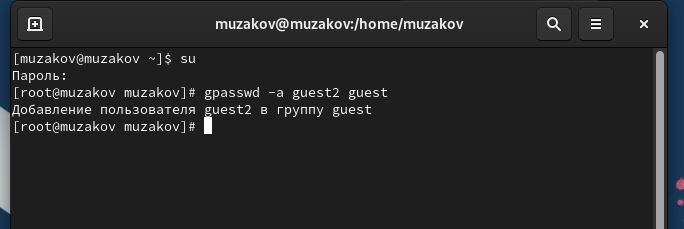 muzakov@muzakov:/home/muzakov
[muzakov@muzakov ~]$ su
Пароль:
[root@muzakov muzakov]# gpasswd -a guest2 guest
Добавление пользователя guest2 в группу guest
[root@muzakov muzakov]#